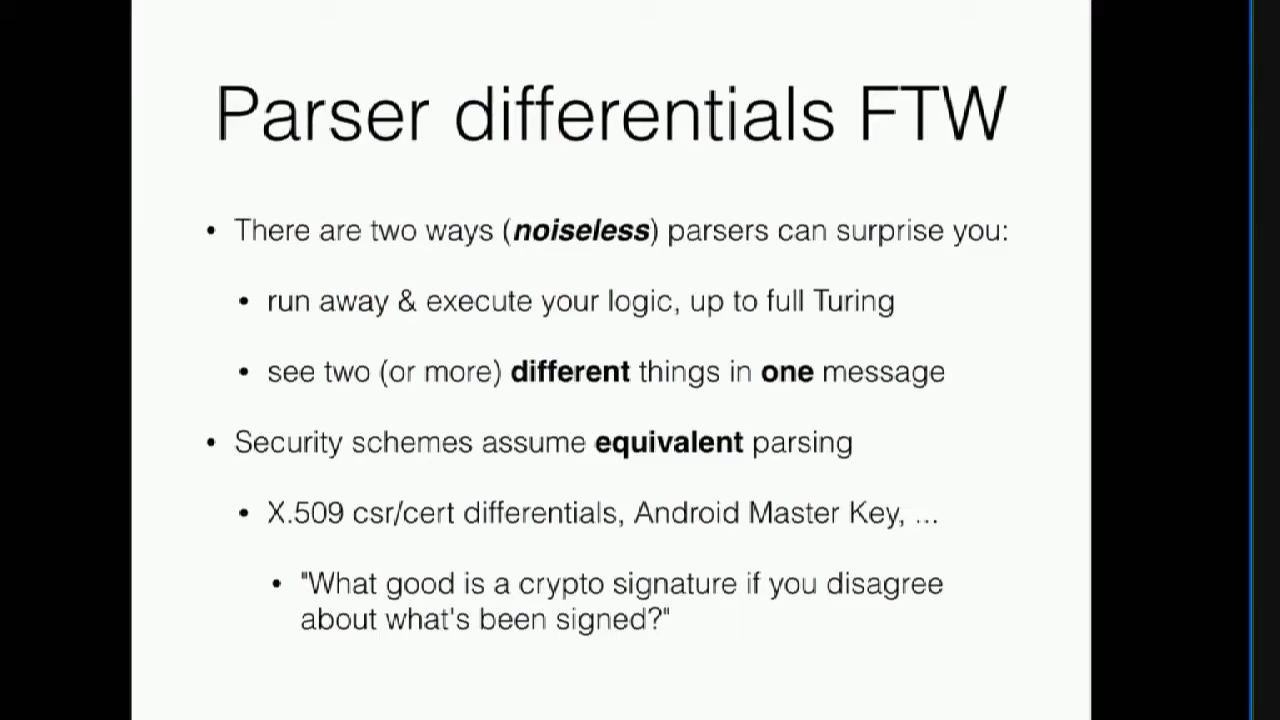 Parser differentials FTW
• There are two ways (noiseless) parsers can surprise you:
• run away & execute your logic, up to full Turing
• see two (or more) different things in one message
• Security schemes assume equivalent parsing
• X.509 csr/cert differentials, Android Master Key, ...
• "What good is a crypto signature if you disagree
about what's been signed?"